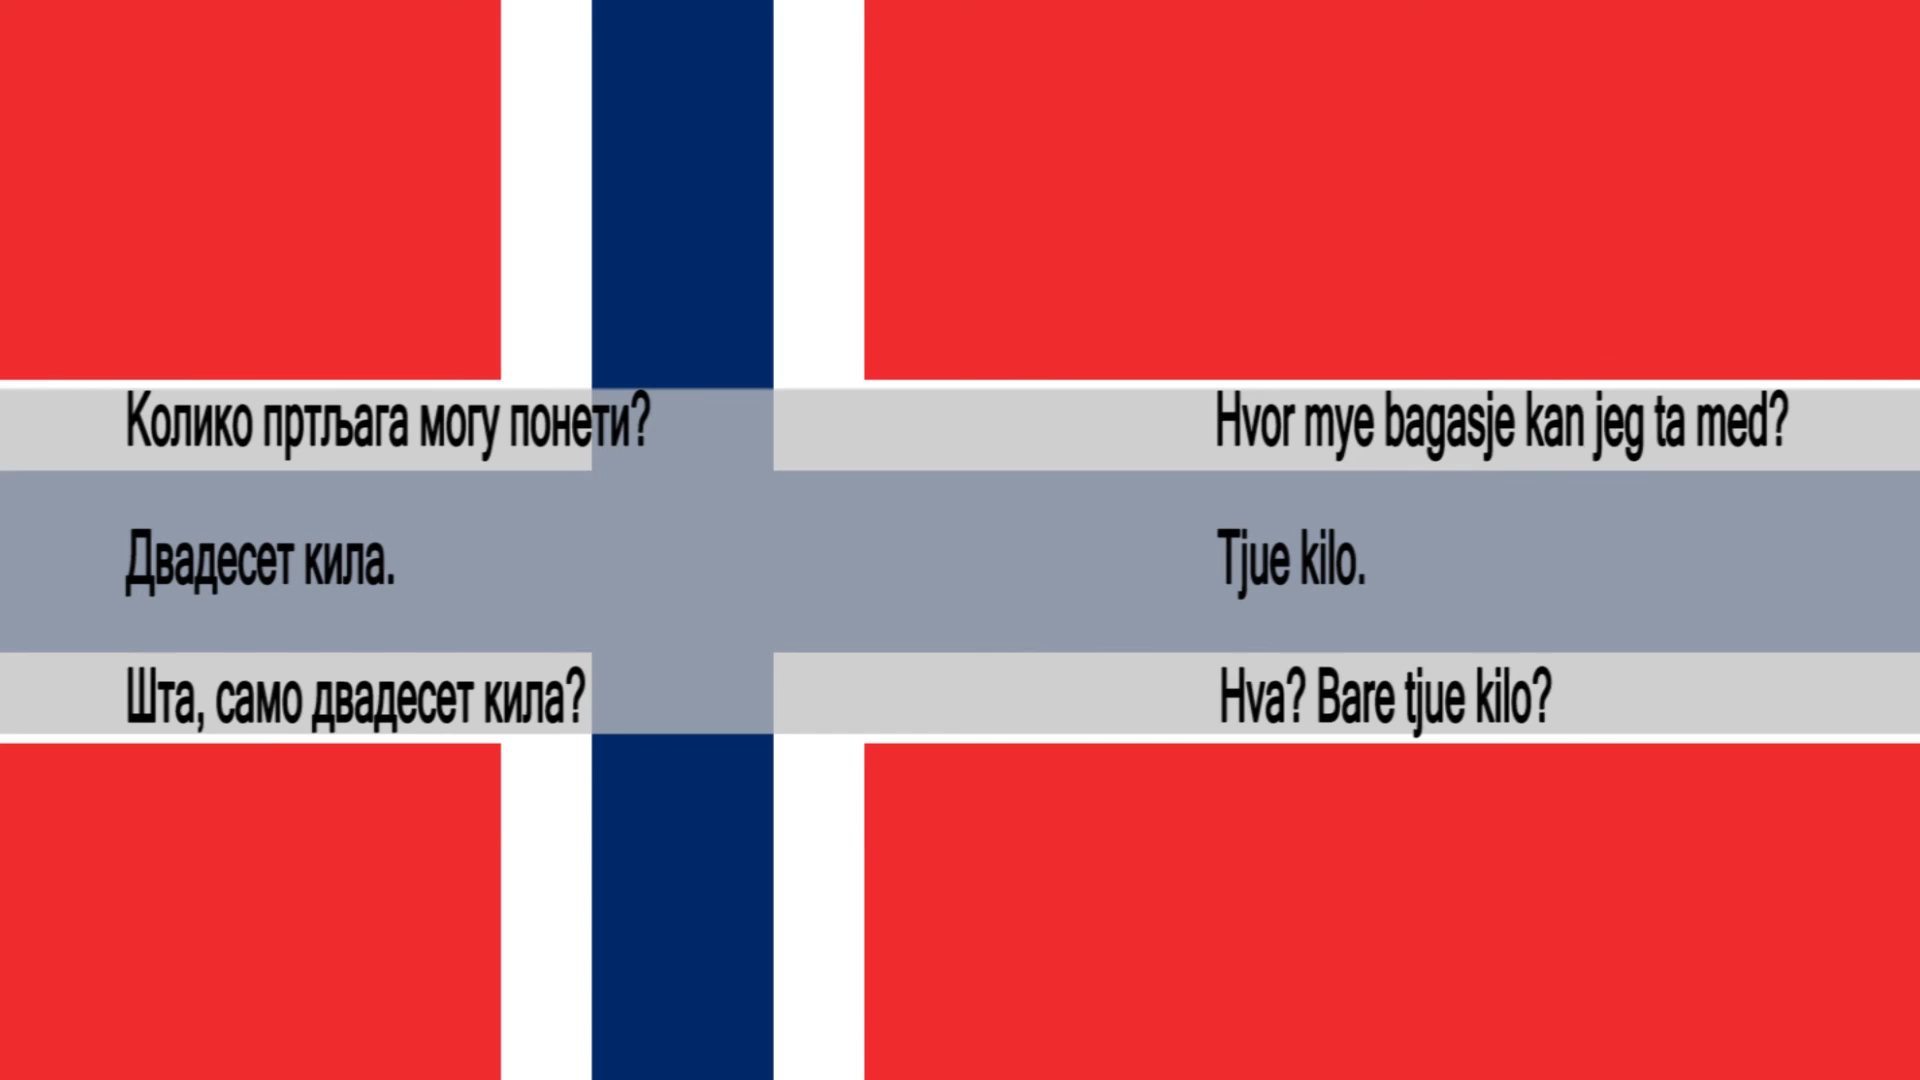 Колико пртљага могу понети?
Hvor mye bagasje kan jeg ta med?
Двадесет кила.
Tjue kilo.
Шта, само двадесет кила?
Hva? Bare tjue kilo?